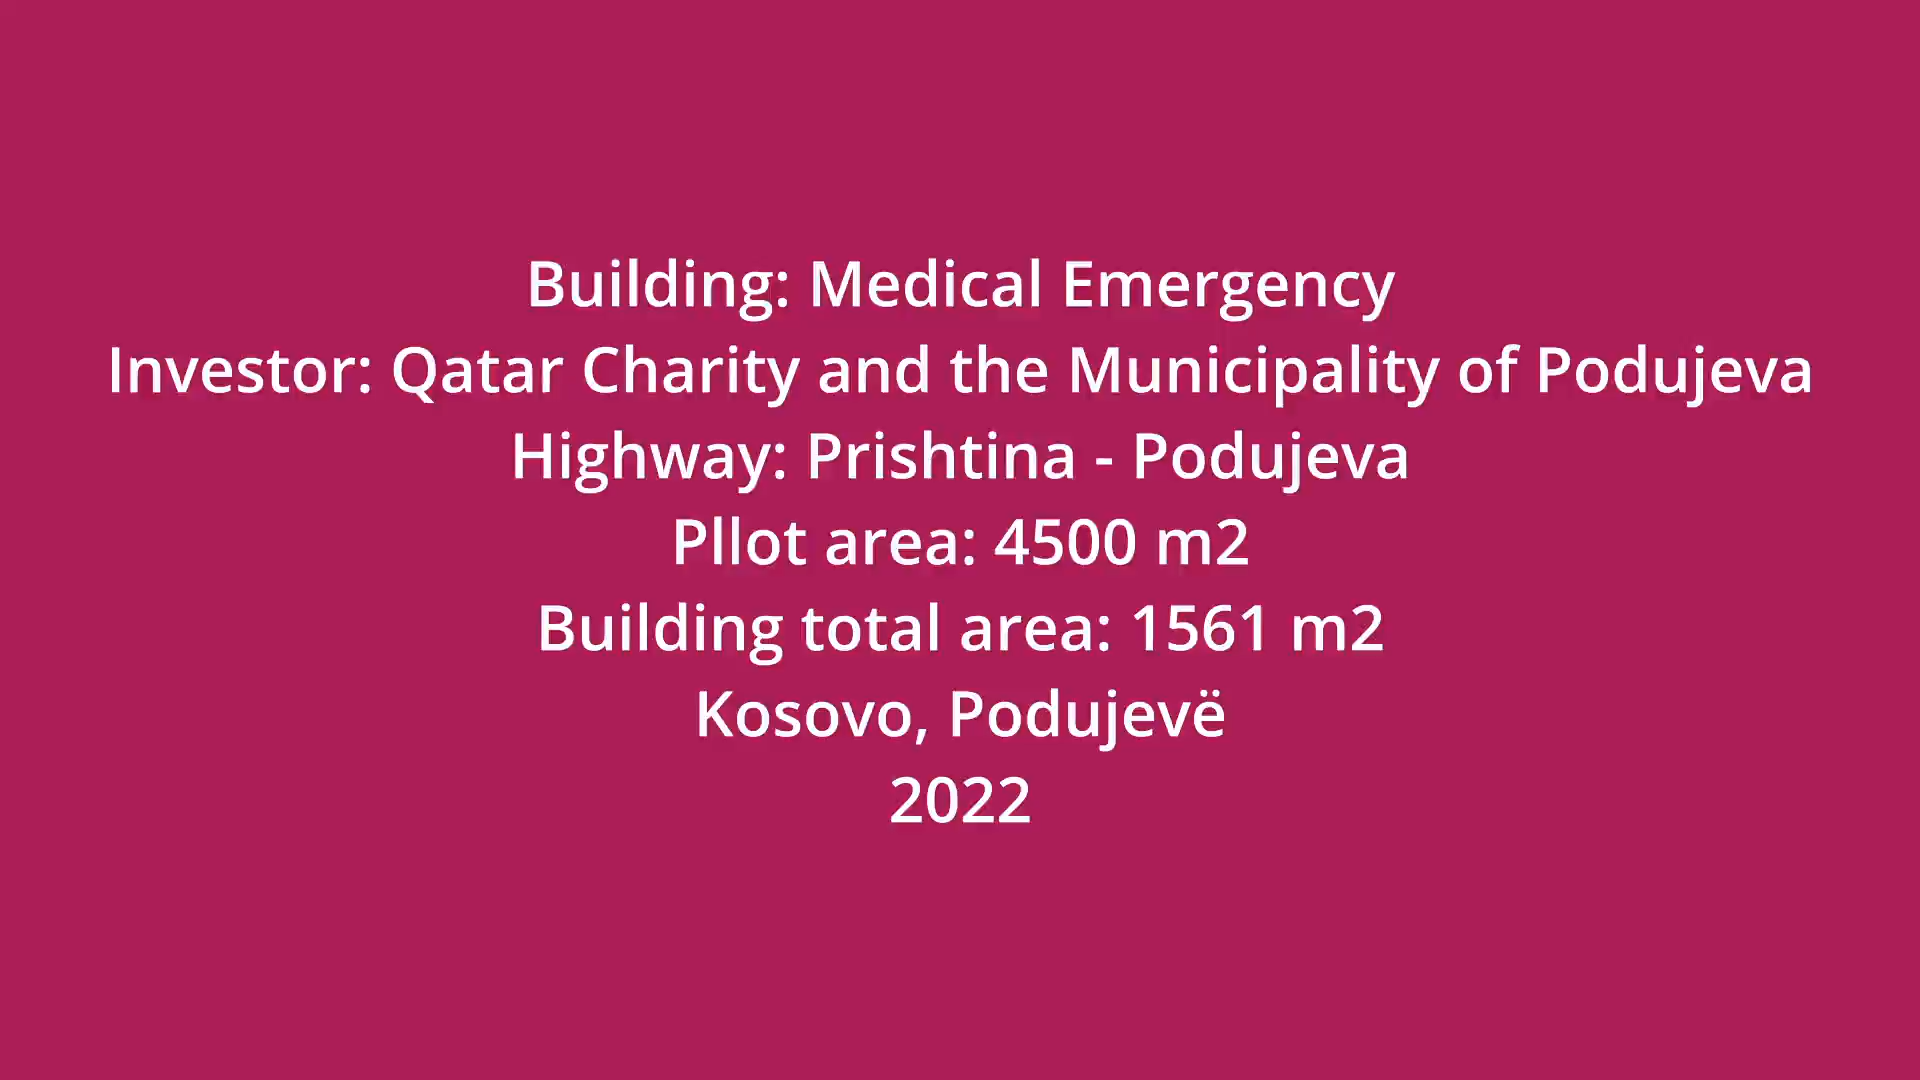 Building: Medical Emergency
Investor: Qatar Charity and the Municipality of Podujeva
Highway: Prishtina - Podujeva
Pllot area: 4500 m2
Building total area: 1561 m2
Kosovo, Podujevë
2022